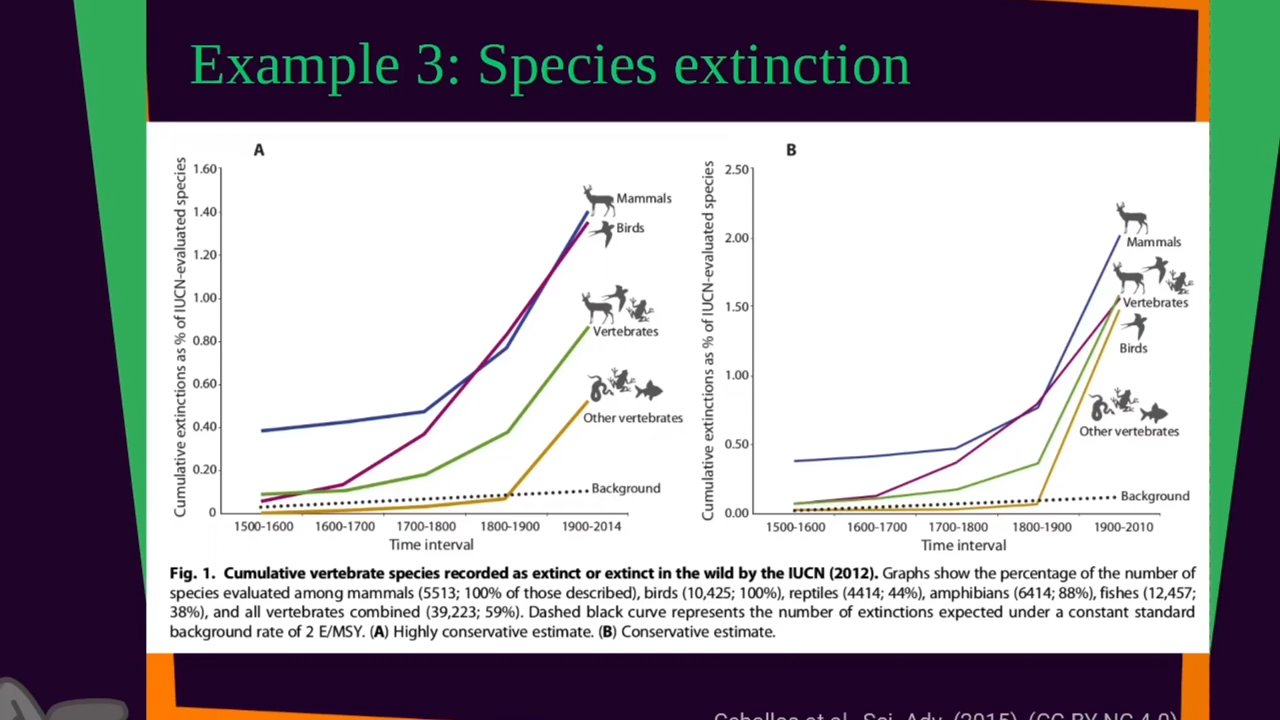 Example 3: Species extinction
A
Cumulative extinctions as % of IUCN-evaluated species
1.60
1.40
1.20
1.00
0.80
0.60
0.40
0.20
0
Mammals
Birds
Vertebrates
Other vertebrates
Background
1500-1600 1600-1700 1700-1800 1800-1900 1900-2014
Time interval
B
Cumulative extinctions as % of IUCN-evaluated species
2.50
2.00
1.50
1.00
0.50
0.00
Mammals
Vertebrates
Birds
Other vertebrates
Background
1500-1600 1600-1700 1700-1800 1800-1900 1900-2010
Time interval
Fig. 1. Cumulative vertebrate species recorded as extinct or extinct in the wild by the IUCN (2012). Graphs show the percentage of the number of
species evaluated among mammals (5513; 100% of those described), birds (10,425; 100%), reptiles (4414; 44%), amphibians (6414; 88%), fishes (12,457;
38%), and all vertebrates combined (39,223; 59%). Dashed black curve represents the number of extinctions expected under a constant standard
background rate of 2 E/MSY. (A) Highly conservative estimate. (B) Conservative estimate.
et al., Sci. Adv. (2015). (CC BY-NC 4.0)